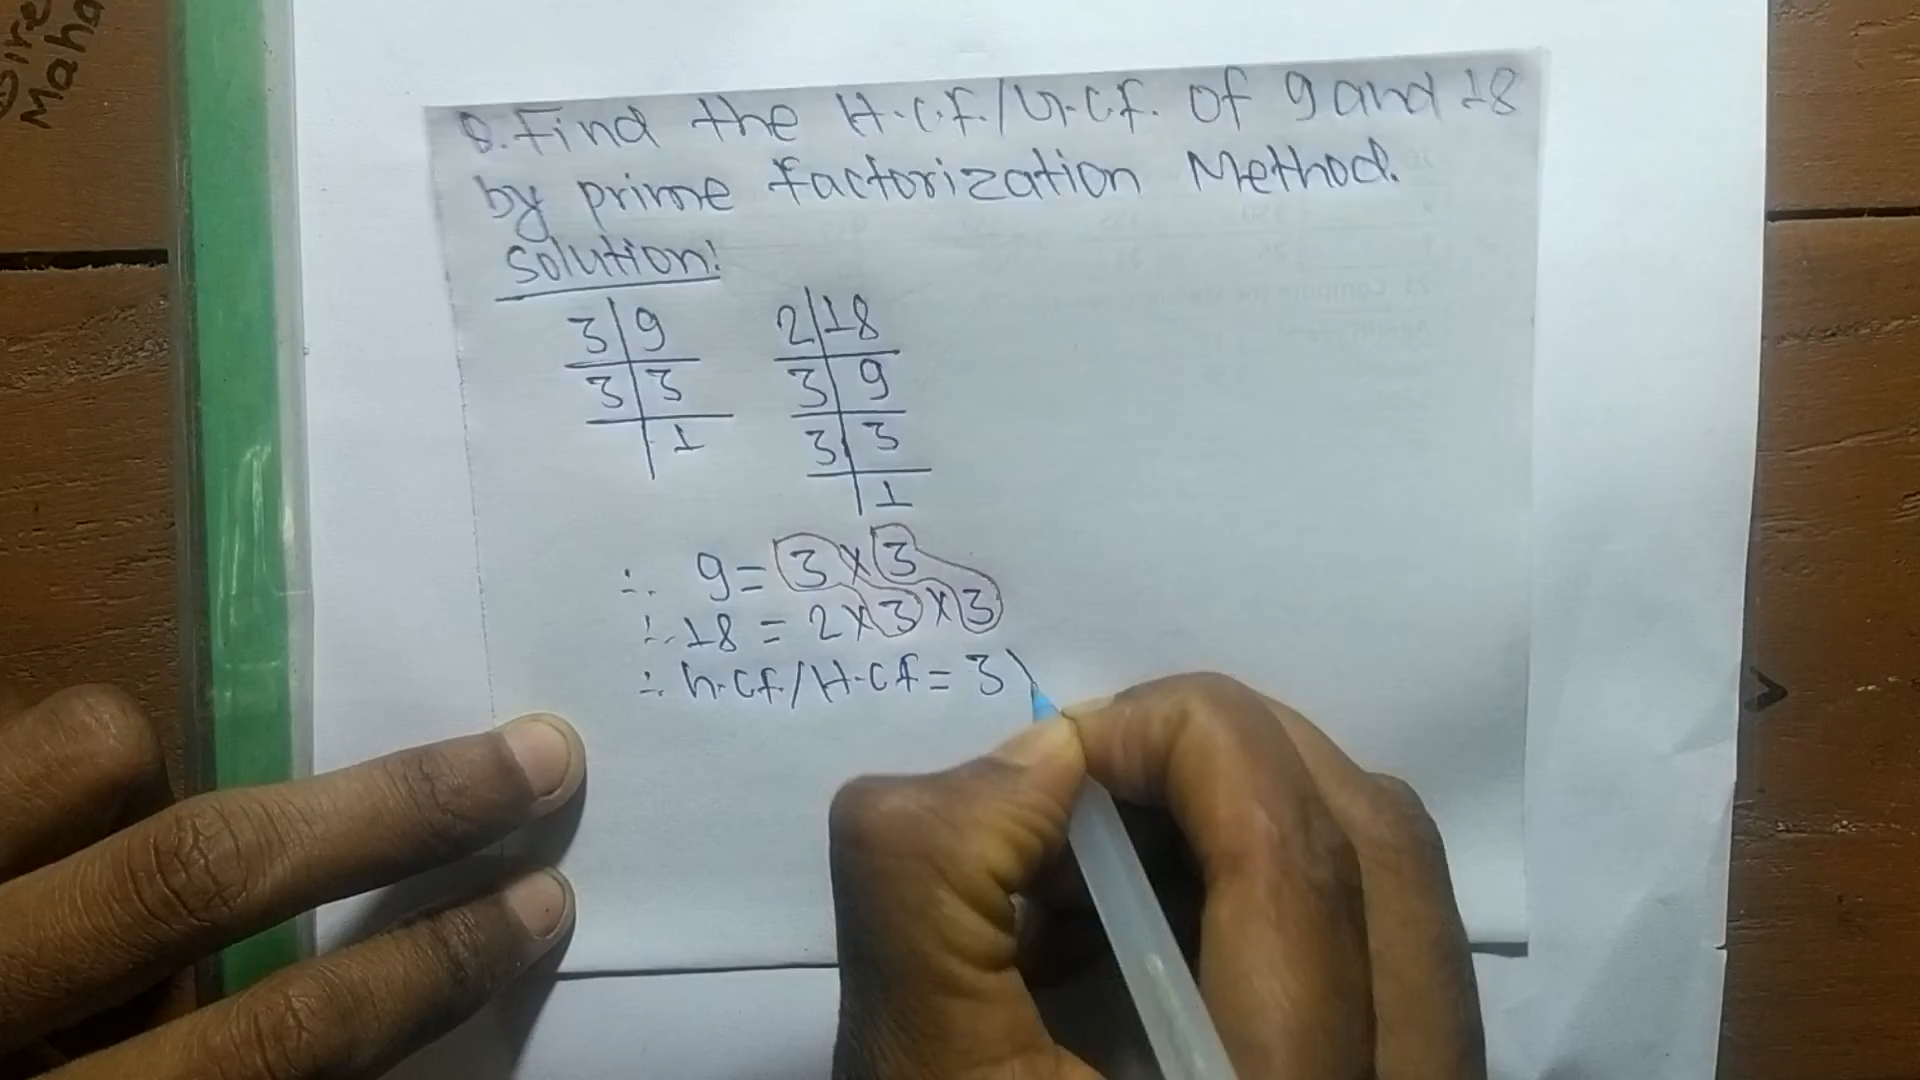 Q. Find the H.C.F./G.C.F. of 9 and 18
by prime factorization Method.
Solution:
3 | 9
3 | 3
1
2 | 18
3 | 9
3 | 3
1
∴ 9 = 3 × 3
∴ 18 = 2 × 3 × 3
∴ G.C.F./H.C.F = 3
Maha